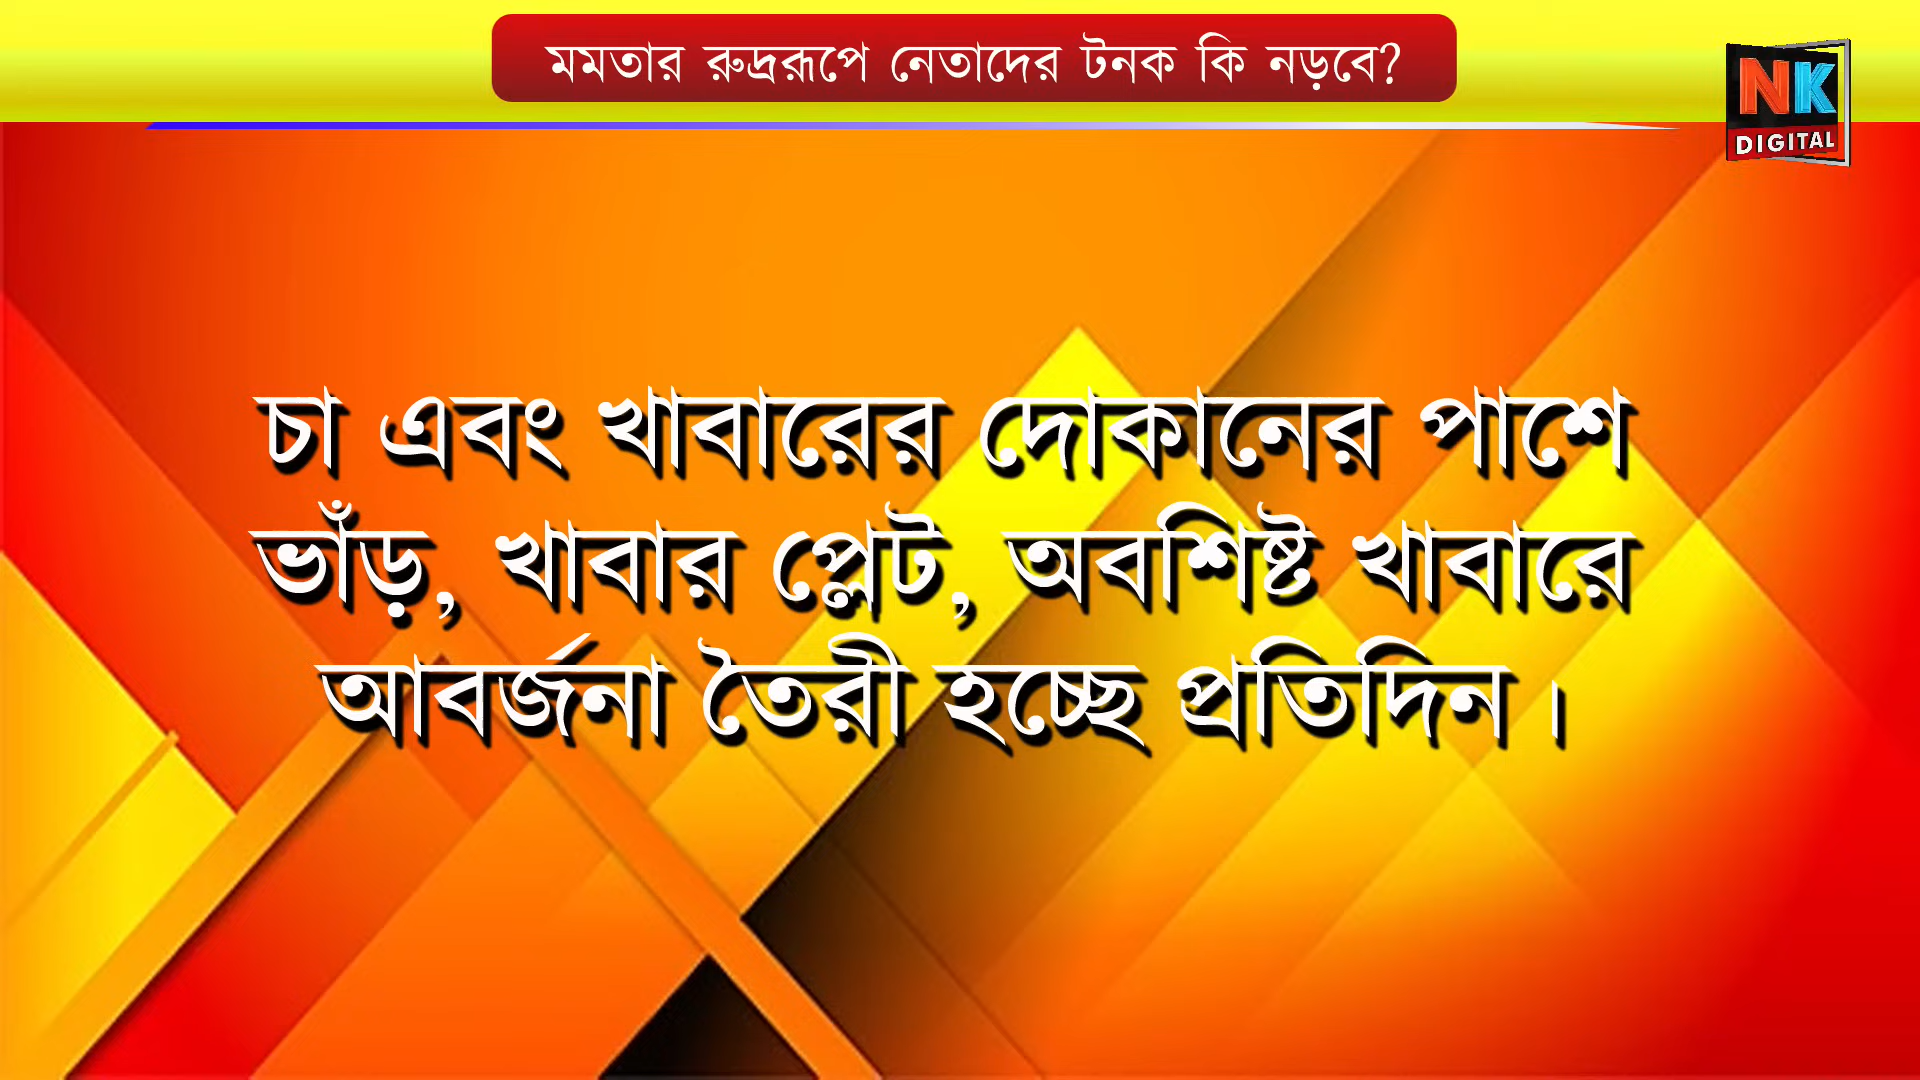 মমতার রুদ্ররূপে নেতাদের টনক কি নড়বে?
NK
DIGITAL
চা এবং খাবারের দোকানের পাশে
ভাঁড়, খাবার প্লেট, অবশিষ্ট খাবারে
আবর্জনা তৈরী হচ্ছে প্রতিদিন।